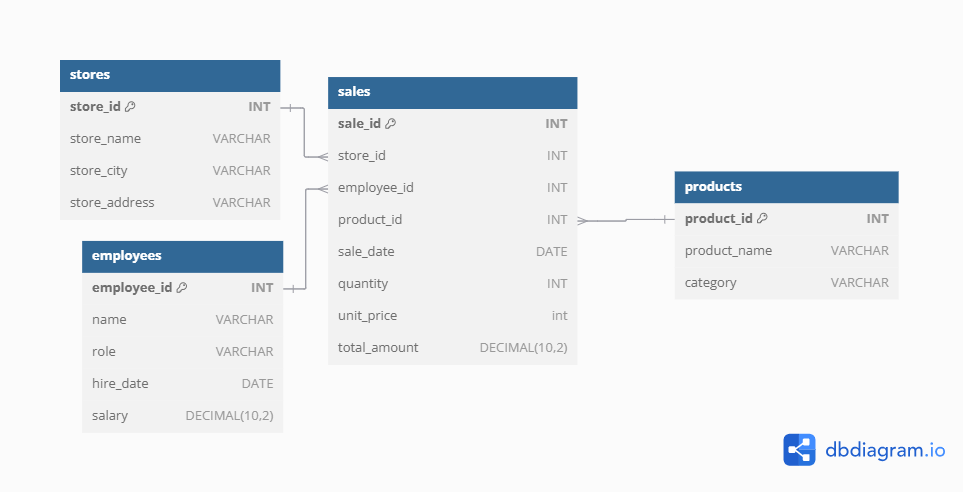 stores
store_id INT
store_name VARCHAR
store_city VARCHAR
store_address VARCHAR
employees
employee_id INT
name VARCHAR
role VARCHAR
hire_date DATE
salary DECIMAL(10,2)
sales
sale_id INT
store_id INT
employee_id INT
product_id INT
sale_date DATE
quantity INT
unit_price int
total_amount DECIMAL(10,2)
products
product_id INT
product_name VARCHAR
category VARCHAR
dbdiagram.io